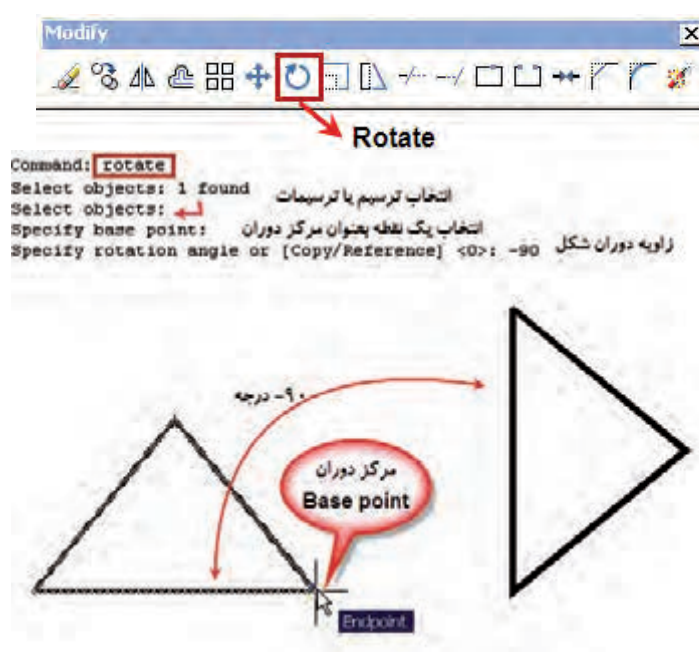 Modify
Rotate
Command: rotate
Select objects: 1 found
انتخاب ترسیم یا ترسیمات
Select objects:
Specify base point: انتخاب یک نقطه بعنوان مرکز دوران
Specify rotation angle or [Copy/Reference] <0>: -90 زاویه دوران شکل
۹۰- درجه
مرکز دوران
Base point
Endpoint